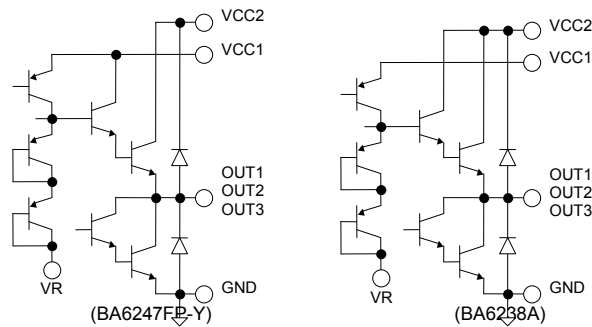 VCC2
VCC1
OUT1
OUT2
OUT3
VR
GND
(BA6247FP-Y)
VCC2
VCC1
OUT1
OUT2
OUT3
VR
GND
(BA6238A)